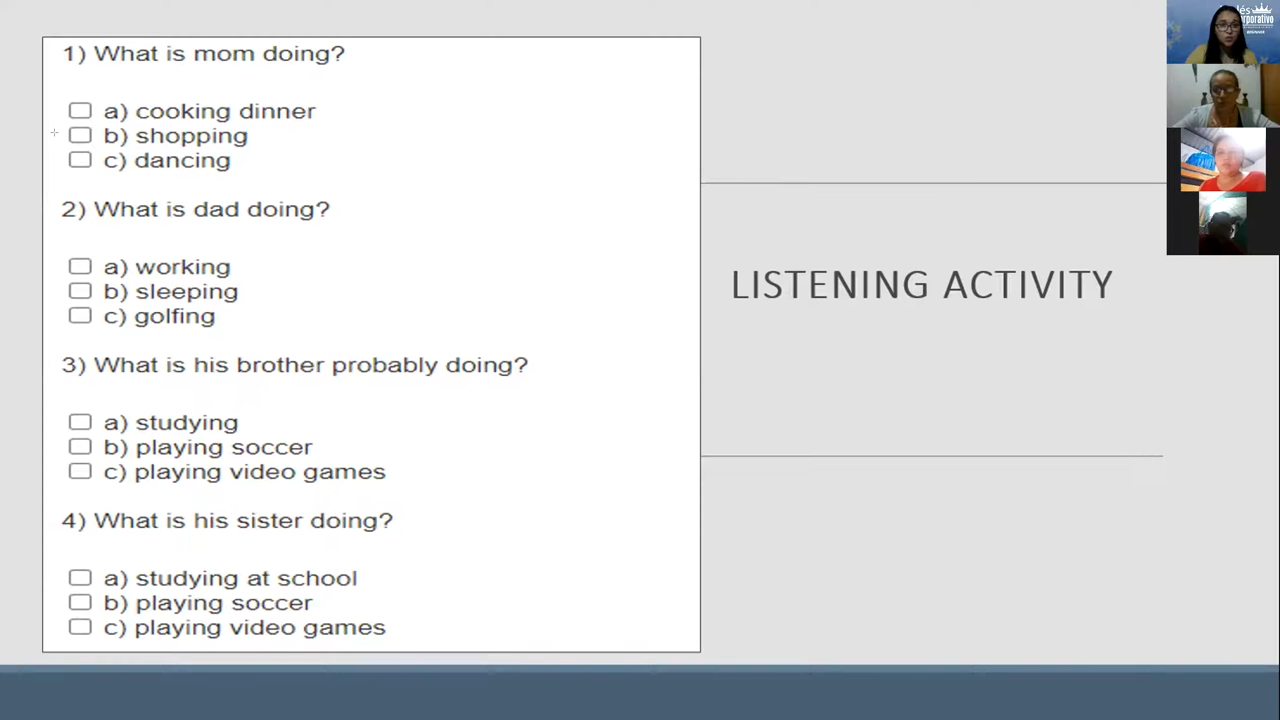 1) What is mom doing?
a) cooking dinner
b) shopping
c) dancing
2) What is dad doing?
a) working
b) sleeping
c) golfing
3) What is his brother probably doing?
a) studying
b) playing soccer
c) playing video games
4) What is his sister doing?
a) studying at school
b) playing soccer
c) playing video games
LISTENING ACTIVITY